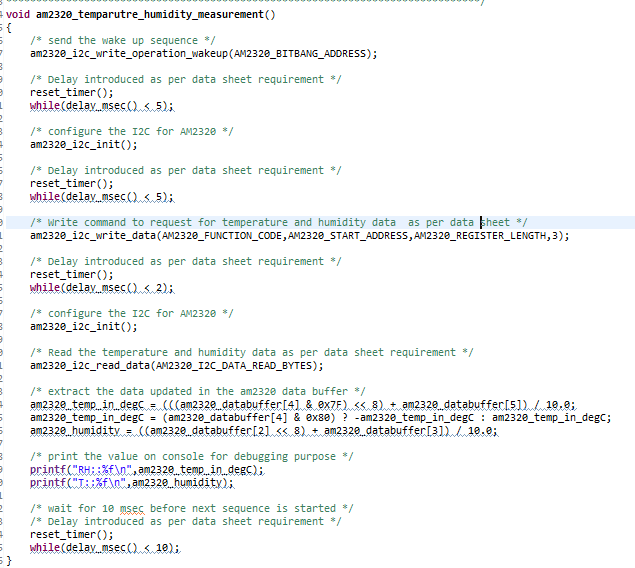 void am2320_temparutre_humidity_measurement()
{
/* send the wake up sequence */
am2320_i2c_write_operation_wakeup(AM2320_BITBANG_ADDRESS);
/* Delay introduced as per data sheet requirement */
reset_timer();
while(delay_msec() < 5);
/* configure the I2C for AM2320 */
am2320_i2c_init();
/* Delay introduced as per data sheet requirement */
reset_timer();
while(delay_msec() < 5);
/* Write command to request for temperature and humidity data  as per data sheet */
am2320_i2c_write_data(AM2320_FUNCTION_CODE,AM2320_START_ADDRESS,AM2320_REGISTER_LENGTH,3);
/* Delay introduced as per data sheet requirement */
reset_timer();
while(delay_msec() < 2);
/* configure the I2C for AM2320 */
am2320_i2c_init();
/* Read the temperature and humidity data as per data sheet requirement */
am2320_i2c_read_data(AM2320_I2C_DATA_READ_BYTES);
/* extract the data updated in the am2320 data buffer */
am2320_temp_in_degC = (((am2320_databuffer[4] & 0x7F) << 8) + am2320_databuffer[5]) / 10.0;
am2320_temp_in_degC = (am2320_databuffer[4] & 0x80) ? -am2320_temp_in_degC : am2320_temp_in_degC;
am2320_humidity = ((am2320_databuffer[2] << 8) + am2320_databuffer[3]) / 10.0;
/* print the value on console for debugging purpose */
printf("RH::%f\n",am2320_temp_in_degC);
printf("T::%f\n",am2320_humidity);
/* wait for 10 msec before next sequence is started */
/* Delay introduced as per data sheet requirement */
reset_timer();
while(delay_msec() < 10);
}